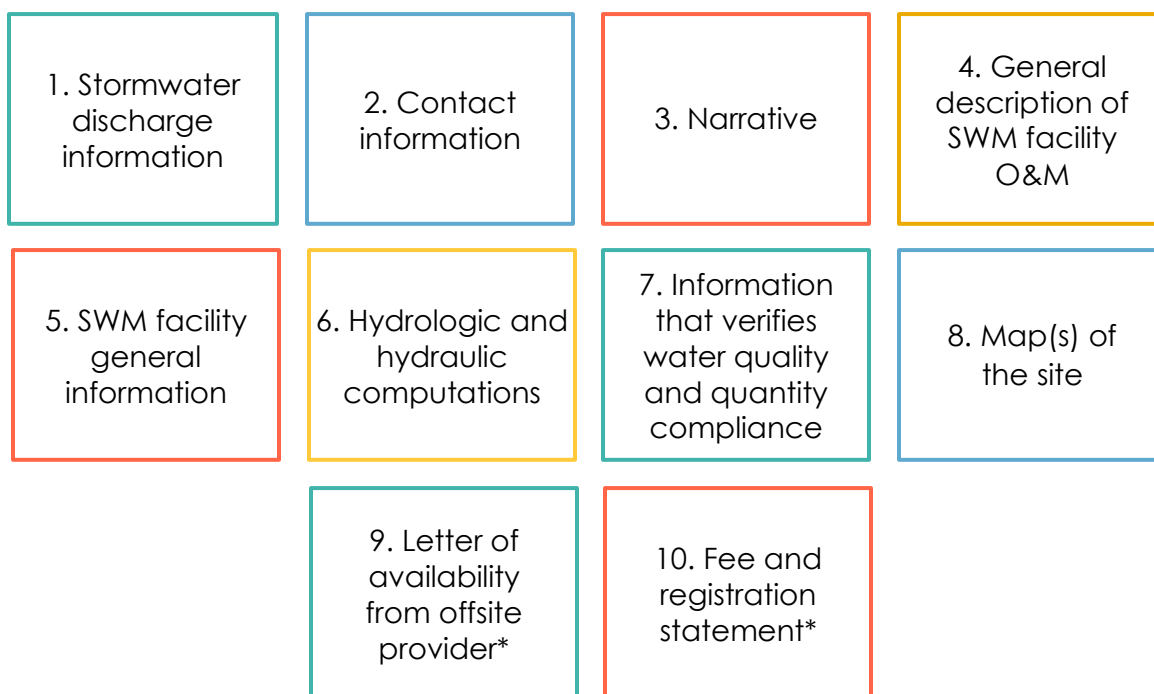 1. Stormwater
discharge
information
2. Contact
information
3. Narrative
4. General
description of
SWM facility
O&M
5. SWM facility
general
information
6. Hydrologic and
hydraulic
computations
7. Information
that verifies
water quality
and quantity
compliance
8. Map(s) of
the site
9. Letter of
availability
from offsite
provider*
10. Fee and
registration
statement*